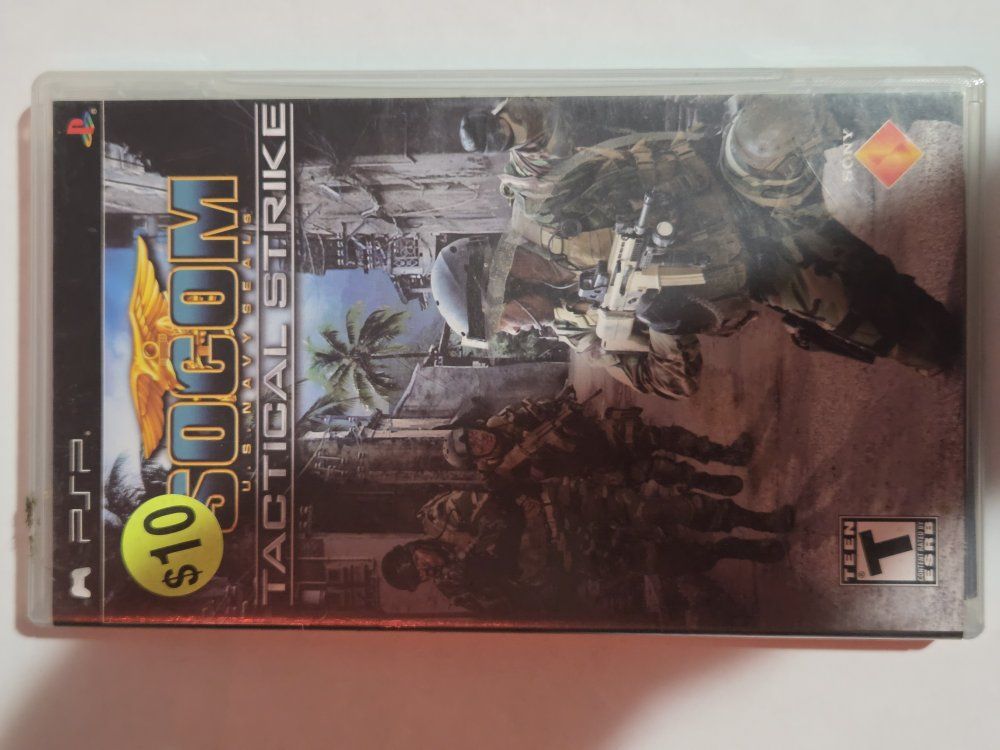 PSP
SOCOM
U.S. NAVY SEALS
TACTICAL STRIKE
$10
TEEN
T
CONTENT RATED BY
ESRB
SONY